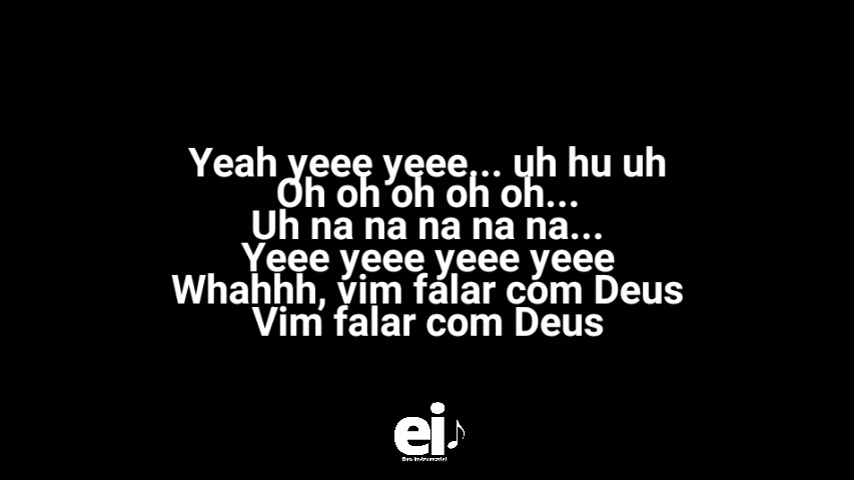 Yeah yeee yeee... uh hu uh
Oh oh oh oh oh...
Uh na na na na na...
Yeee yeee yeee yeee
Whahhh, vim falar com Deus
Vim falar com Deus
ei